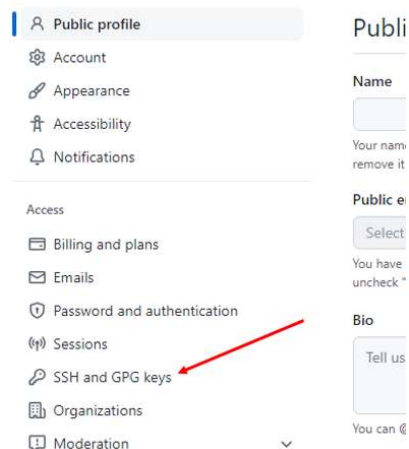 Public profile
Account
Appearance
Accessibility
Notifications
Access
Billing and plans
Emails
Password and authentication
Sessions
SSH and GPG keys
Organizations
Moderation
Publi
Name
Your name
remove it
Public e
Select
You have
uncheck "
Bio
Tell us
You can @